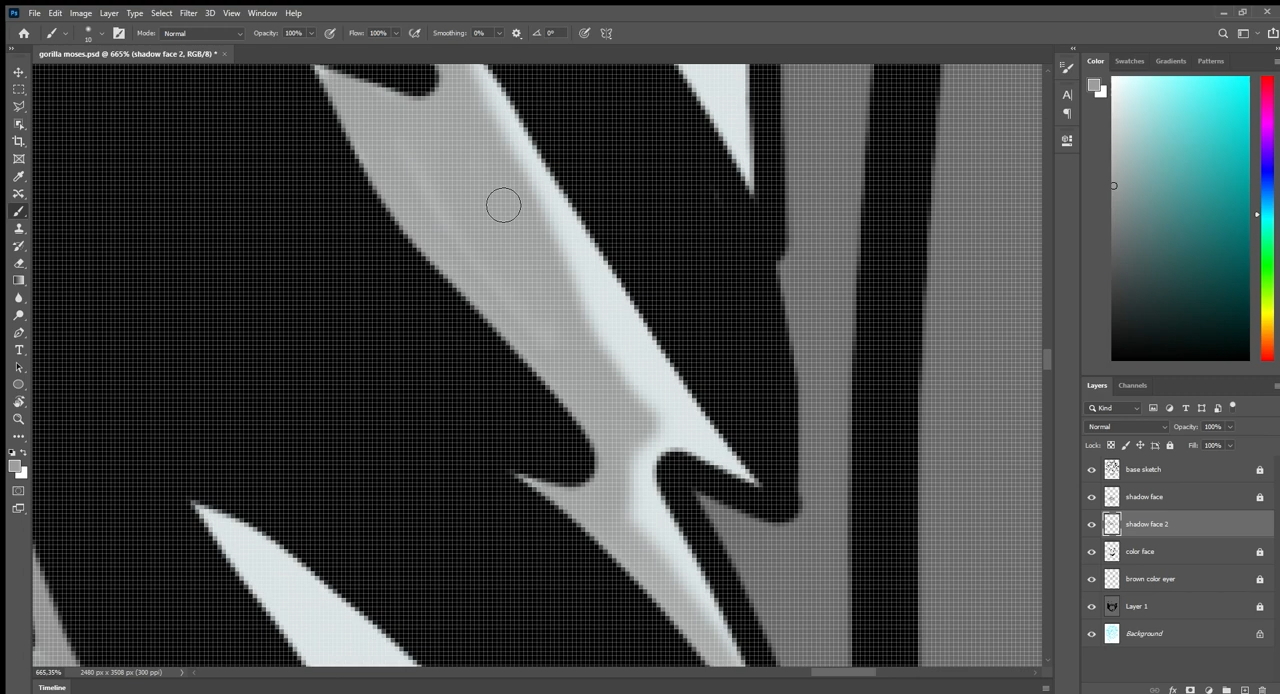 Ps File Edit Image Layer Type Select Filter 3D View Window Help
10 Mode: Normal Opacity: 100% Flow: 100% Smoothing: 0% 0°
gorilla moses.psd @ 665% (shadow face 2, RGB/8) * ×
Color Swatches Gradients Patterns
Layers Channels
Kind
Normal Opacity: 100%
Lock: Fill: 100%
base sketch
shadow face
shadow face 2
color face
brown color eyer
Layer 1
Background
665,35% 2480 px x 3508 px (300 ppi)
Timeline
fx